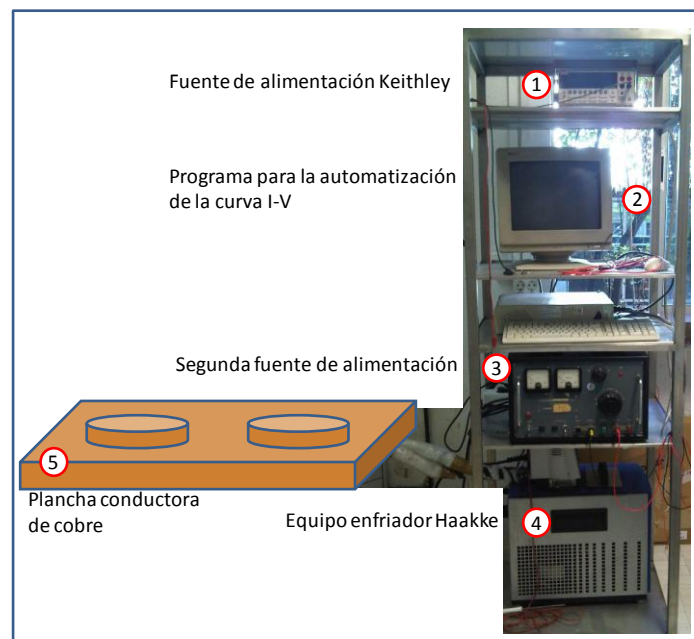 Fuente de alimentación Keithley
1
Programa para la automatización
de la curva I-V
2
Segunda fuente de alimentación
3
5
Plancha conductora
de cobre
Equipo enfriador Haakke
4